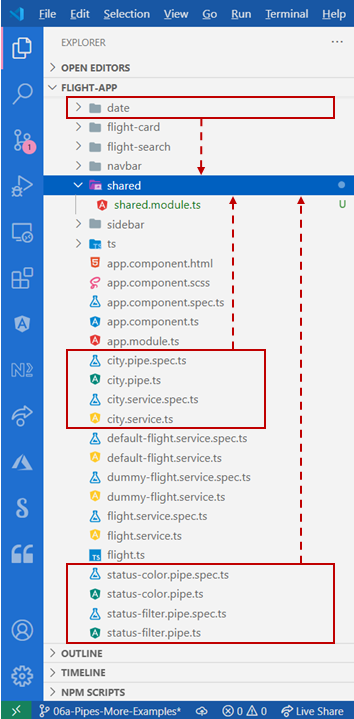 File Edit Selection View Go Run Terminal Help
EXPLORER
OPEN EDITORS
FLIGHT-APP
date
flight-card
flight-search
navbar
shared
shared.module.ts U
sidebar
ts
app.component.html
app.component.scss
app.component.spec.ts
app.component.ts
app.module.ts
city.pipe.spec.ts
city.pipe.ts
city.service.spec.ts
city.service.ts
default-flight.service.spec.ts
default-flight.service.ts
dummy-flight.service.spec.ts
dummy-flight.service.ts
flight.service.spec.ts
flight.service.ts
TS flight.ts
status-color.pipe.spec.ts
status-color.pipe.ts
status-filter.pipe.spec.ts
status-filter.pipe.ts
OUTLINE
TIMELINE
NPM SCRIPTS
06a-Pipes-More-Examples* 0 0 Live Share
1